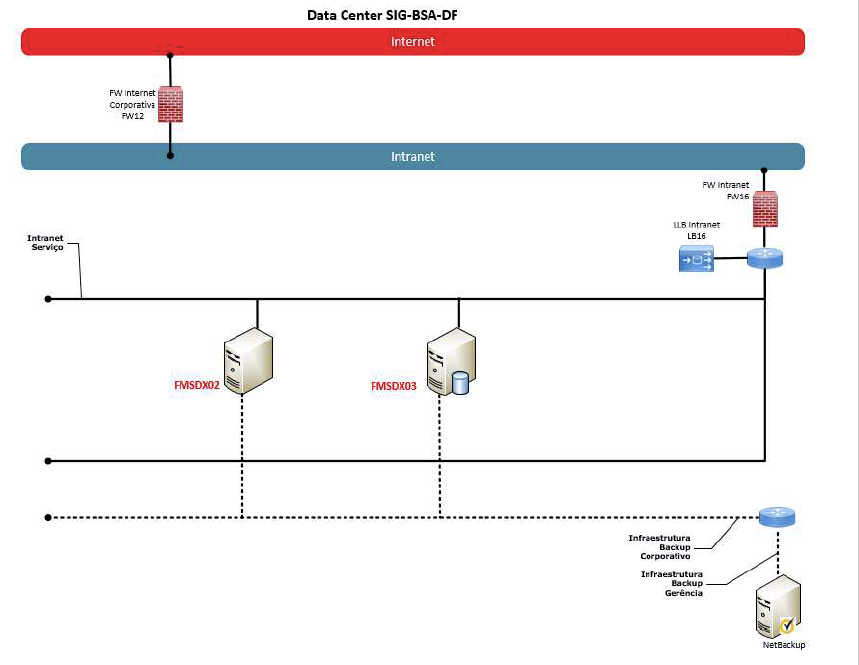 Data Center SIG-BSA-DF
Internet
FW Internet
Corporativa
FW12
Intranet
FW Intranet
FW16
LLB Intranet
LB16
Intranet
Serviço
FMSDX02
FMSDX03
Infraestrutura
Backup
Corporativo
Infraestrutura
Backup
Gerência
NetBackup